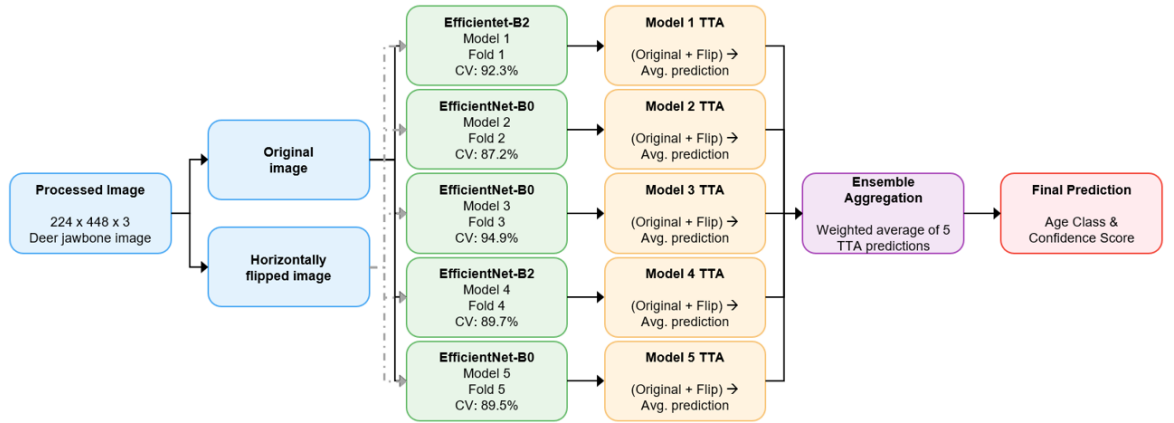 Processed Image
224 x 448 x 3
Deer jawbone image
Original
image
Horizontally
flipped image
Efficientet-B2
Model 1
Fold 1
CV: 92.3%
EfficientNet-B0
Model 2
Fold 2
CV: 87.2%
EfficientNet-B0
Model 3
Fold 3
CV: 94.9%
EfficientNet-B2
Model 4
Fold 4
CV: 89.7%
EfficientNet-B0
Model 5
Fold 5
CV: 89.5%
Model 1 TTA
(Original + Flip) →
Avg. prediction
Model 2 TTA
(Original + Flip) →
Avg. prediction
Model 3 TTA
(Original + Flip) →
Avg. prediction
Model 4 TTA
(Original + Flip) →
Avg. prediction
Model 5 TTA
(Original + Flip) →
Avg. prediction
Ensemble
Aggregation
Weighted average of 5
TTA predictions
Final Prediction
Age Class &
Confidence Score